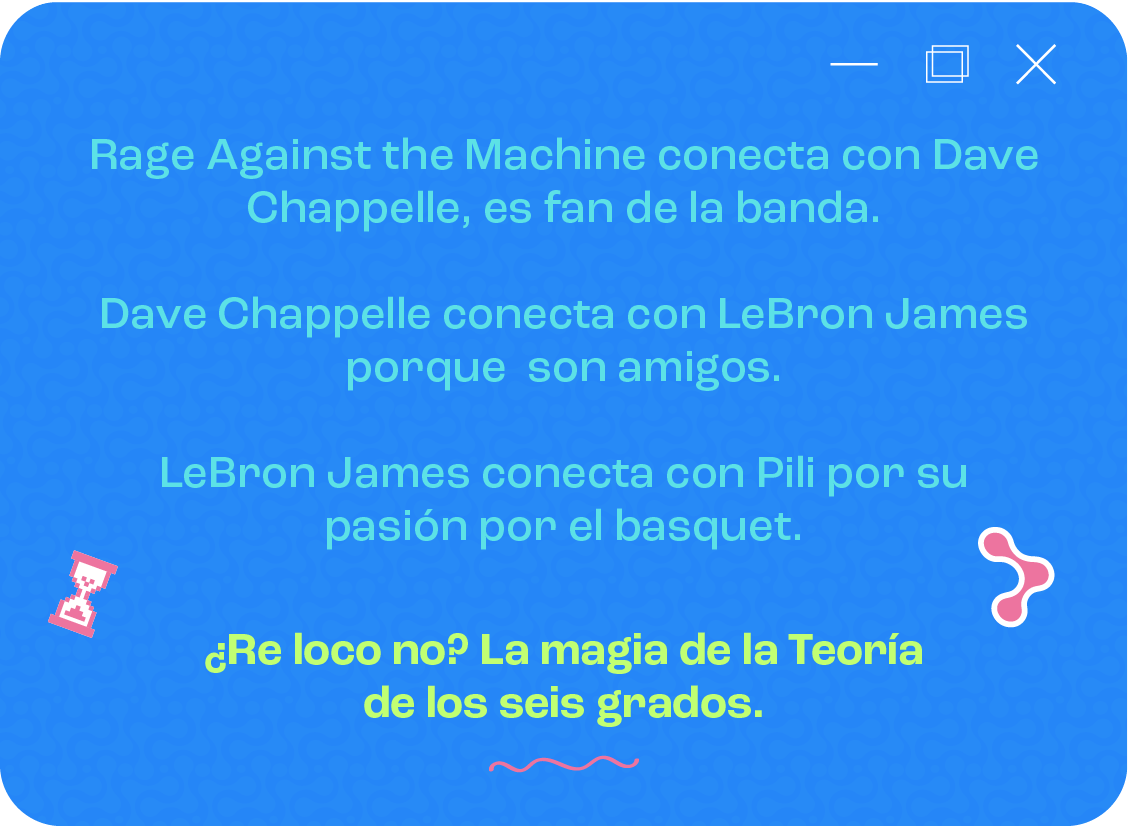 Rage Against the Machine conecta con Dave
Chappelle, es fan de la banda.
Dave Chappelle conecta con LeBron James
porque  son amigos.
LeBron James conecta con Pili por su
pasión por el basquet.
¿Re loco no? La magia de la Teoría
de los seis grados.